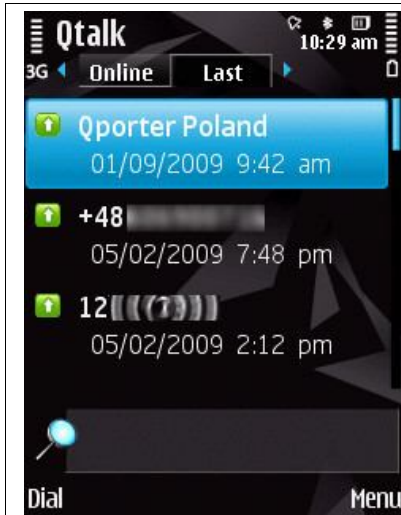 Qtalk
10:29 am
3G Online Last
Qporter Poland
01/09/2009 9:42 am
+48
05/02/2009 7:48 pm
12
05/02/2009 2:12 pm
Dial Menu